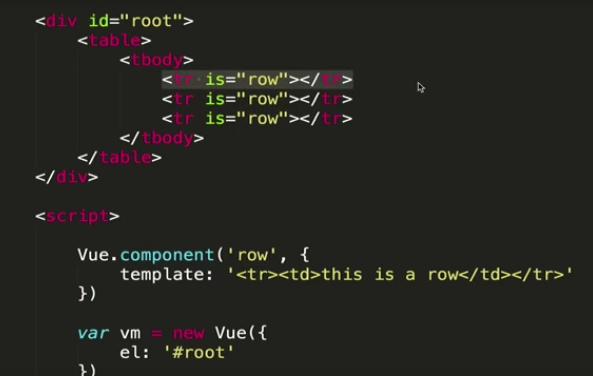 <div id="root">
<table>
<tbody>
<tr is="row"></tr>
<tr is="row"></tr>
<tr is="row"></tr>
</tbody>
</table>
</div>
<script>
Vue.component('row', {
template: '<tr><td>this is a row</td></tr>'
})
var vm = new Vue({
el: '#root'
})